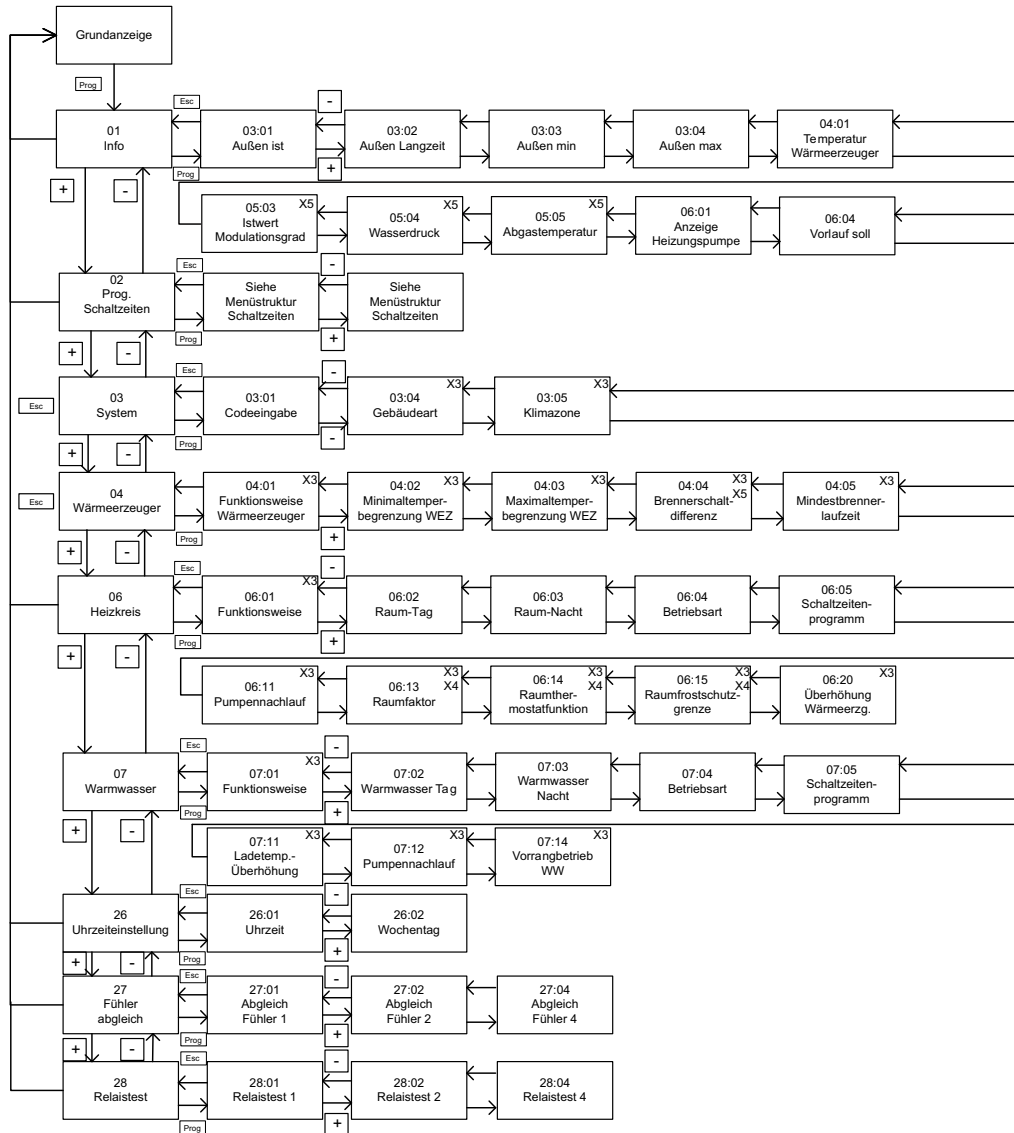 Grundanzeige
Prog
Esc
-
01
Info
03:01
Außen ist
03:02
Außen Langzeit
03:03
Außen min
03:04
Außen max
04:01
Temperatur
Wärmeerzeuger
Prog
+
+
-
05:03
X5
Istwert
Modulationsgrad
05:04
X5
Wasserdruck
05:05
X5
Abgastemperatur
06:01
Anzeige
Heizungspumpe
06:04
Vorlauf soll
Esc
-
02
Prog.
Schaltzeiten
Siehe
Menüstruktur
Schaltzeiten
Siehe
Menüstruktur
Schaltzeiten
Prog
+
+
-
Esc
-
Esc
03
System
03:01
Codeeingabe
03:04
X3
Gebäudeart
03:05
X3
Klimazone
Prog
-
+
-
Esc
04
Wärmeerzeuger
04:01
X3
Funktionsweise
Wärmeerzeuger
04:02
X3
Minimaltemper-
begrenzung WEZ
04:03
X3
Maximaltemper-
begrenzung WEZ
04:04
X3
X5
Brennerschalt-
differenz
04:05
X3
Mindestbrenner-
laufzeit
Prog
+
+
-
Esc
-
06
Heizkreis
06:01
X3
Funktionsweise
06:02
Raum-Tag
06:03
Raum-Nacht
06:04
Betriebsart
06:05
Schaltzeiten-
programm
Prog
+
+
-
06:11
X3
Pumpennachlauf
06:13
X3
X4
Raumfaktor
06:14
X3
X4
Raumther-
mostatfunktion
06:15
X3
X4
Raumfrostschutz-
grenze
06:20
X3
Überhöhung
Wärmeerzg.
Esc
-
07
Warmwasser
07:01
X3
Funktionsweise
07:02
Warmwasser Tag
07:03
Warmwasser
Nacht
07:04
Betriebsart
07:05
Schaltzeiten-
programm
Prog
+
+
-
07:11
X3
Ladetemp.-
Überhöhung
07:12
X3
Pumpennachlauf
07:14
X3
Vorrangbetrieb
WW
Esc
-
26
Uhrzeiteinstellung
26:01
Uhrzeit
26:02
Wochentag
Prog
+
+
-
Esc
-
27
Fühler
abgleich
27:01
Abgleich
Fühler 1
27:02
Abgleich
Fühler 2
27:04
Abgleich
Fühler 4
Prog
+
+
-
Esc
-
28
Relaistest
28:01
Relaistest 1
28:02
Relaistest 2
28:04
Relaistest 4
Prog
+